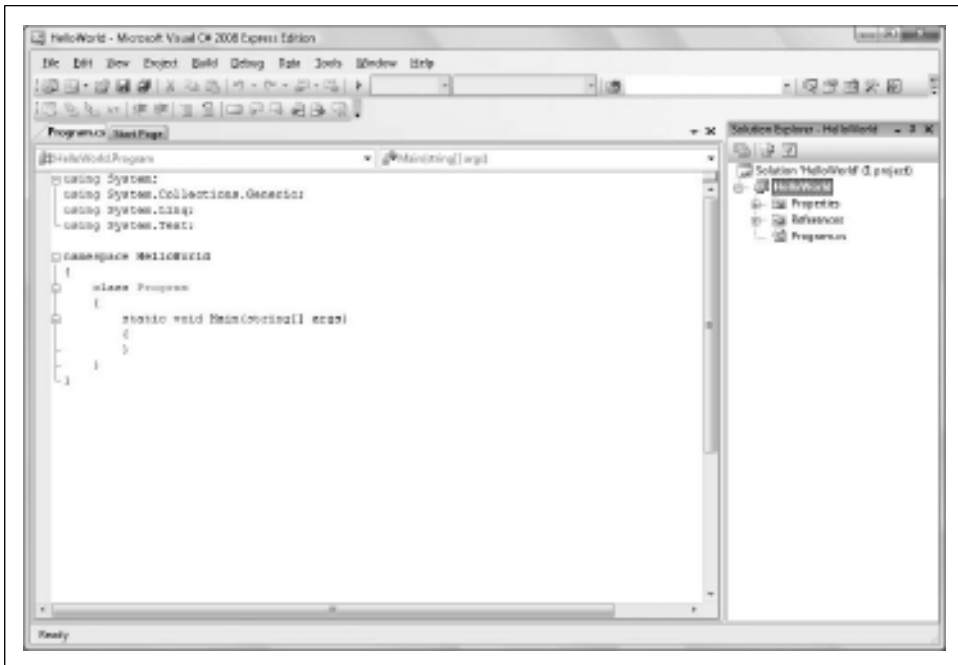 HelloWorld - Microsoft Visual C# 2008 Express Edition
File Edit View Project Build Debug Data Tools Window Help
Program.cs Start Page
Solution Explorer - HelloWorld
HelloWorld.Program
Main(string[] args)
Solution 'HelloWorld' (1 project)
HelloWorld
Properties
References
Program.cs
using System;
using System.Collections.Generic;
using System.Linq;
using System.Text;
namespace HelloWorld
{
class Program
{
static void Main(string[] args)
{
}
}
}
Ready